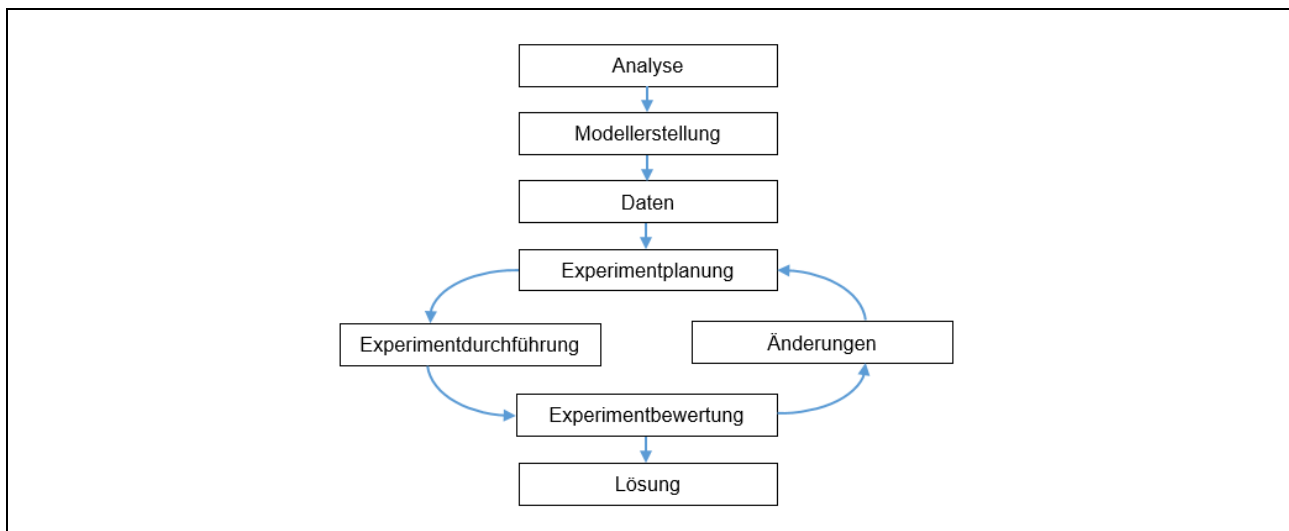 Analyse
Modellerstellung
Daten
Experimentplanung
Experimentdurchführung
Änderungen
Experimentbewertung
Lösung